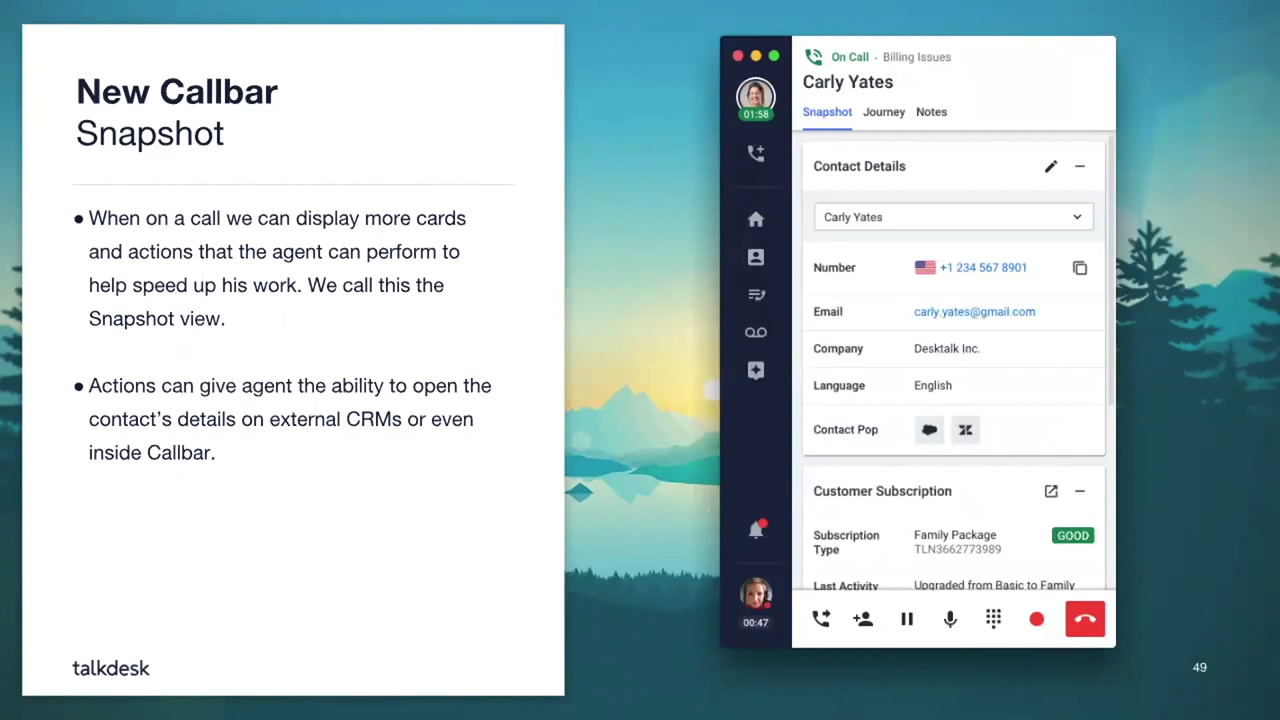 New Callbar
Snapshot
● When on a call we can display more cards
and actions that the agent can perform to
help speed up his work. We call this the
Snapshot view.
● Actions can give agent the ability to open the
contact’s details on external CRMs or even
inside Callbar.
talkdesk
01:58
00:47
On Call · Billing Issues
Carly Yates
Snapshot Journey Notes
Contact Details
Carly Yates
Number +1 234 567 8901
Email carly.yates@gmail.com
Company Desktalk Inc.
Language English
Contact Pop
Customer Subscription
Subscription Type Family Package GOOD
TLN3662773989
Last Activity Upgraded from Basic to Family
49